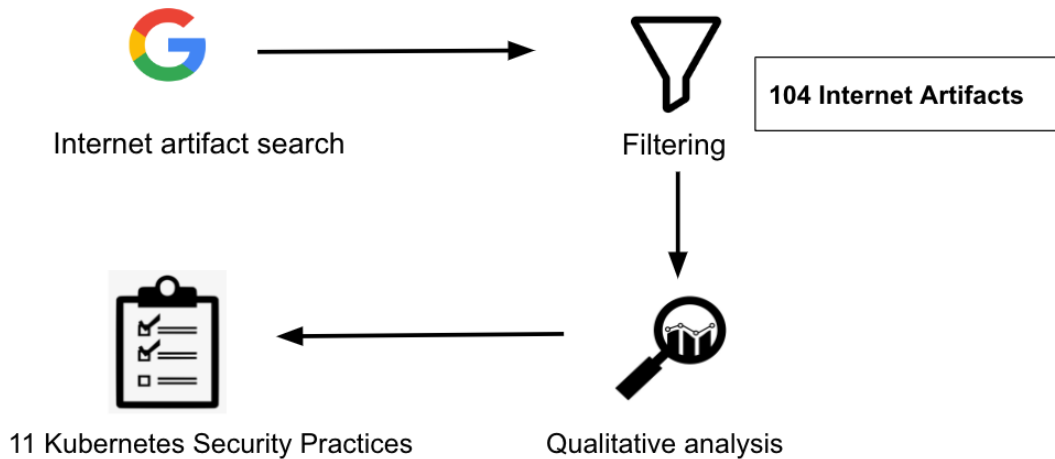 Internet artifact search
Filtering
104 Internet Artifacts
11 Kubernetes Security Practices
Qualitative analysis